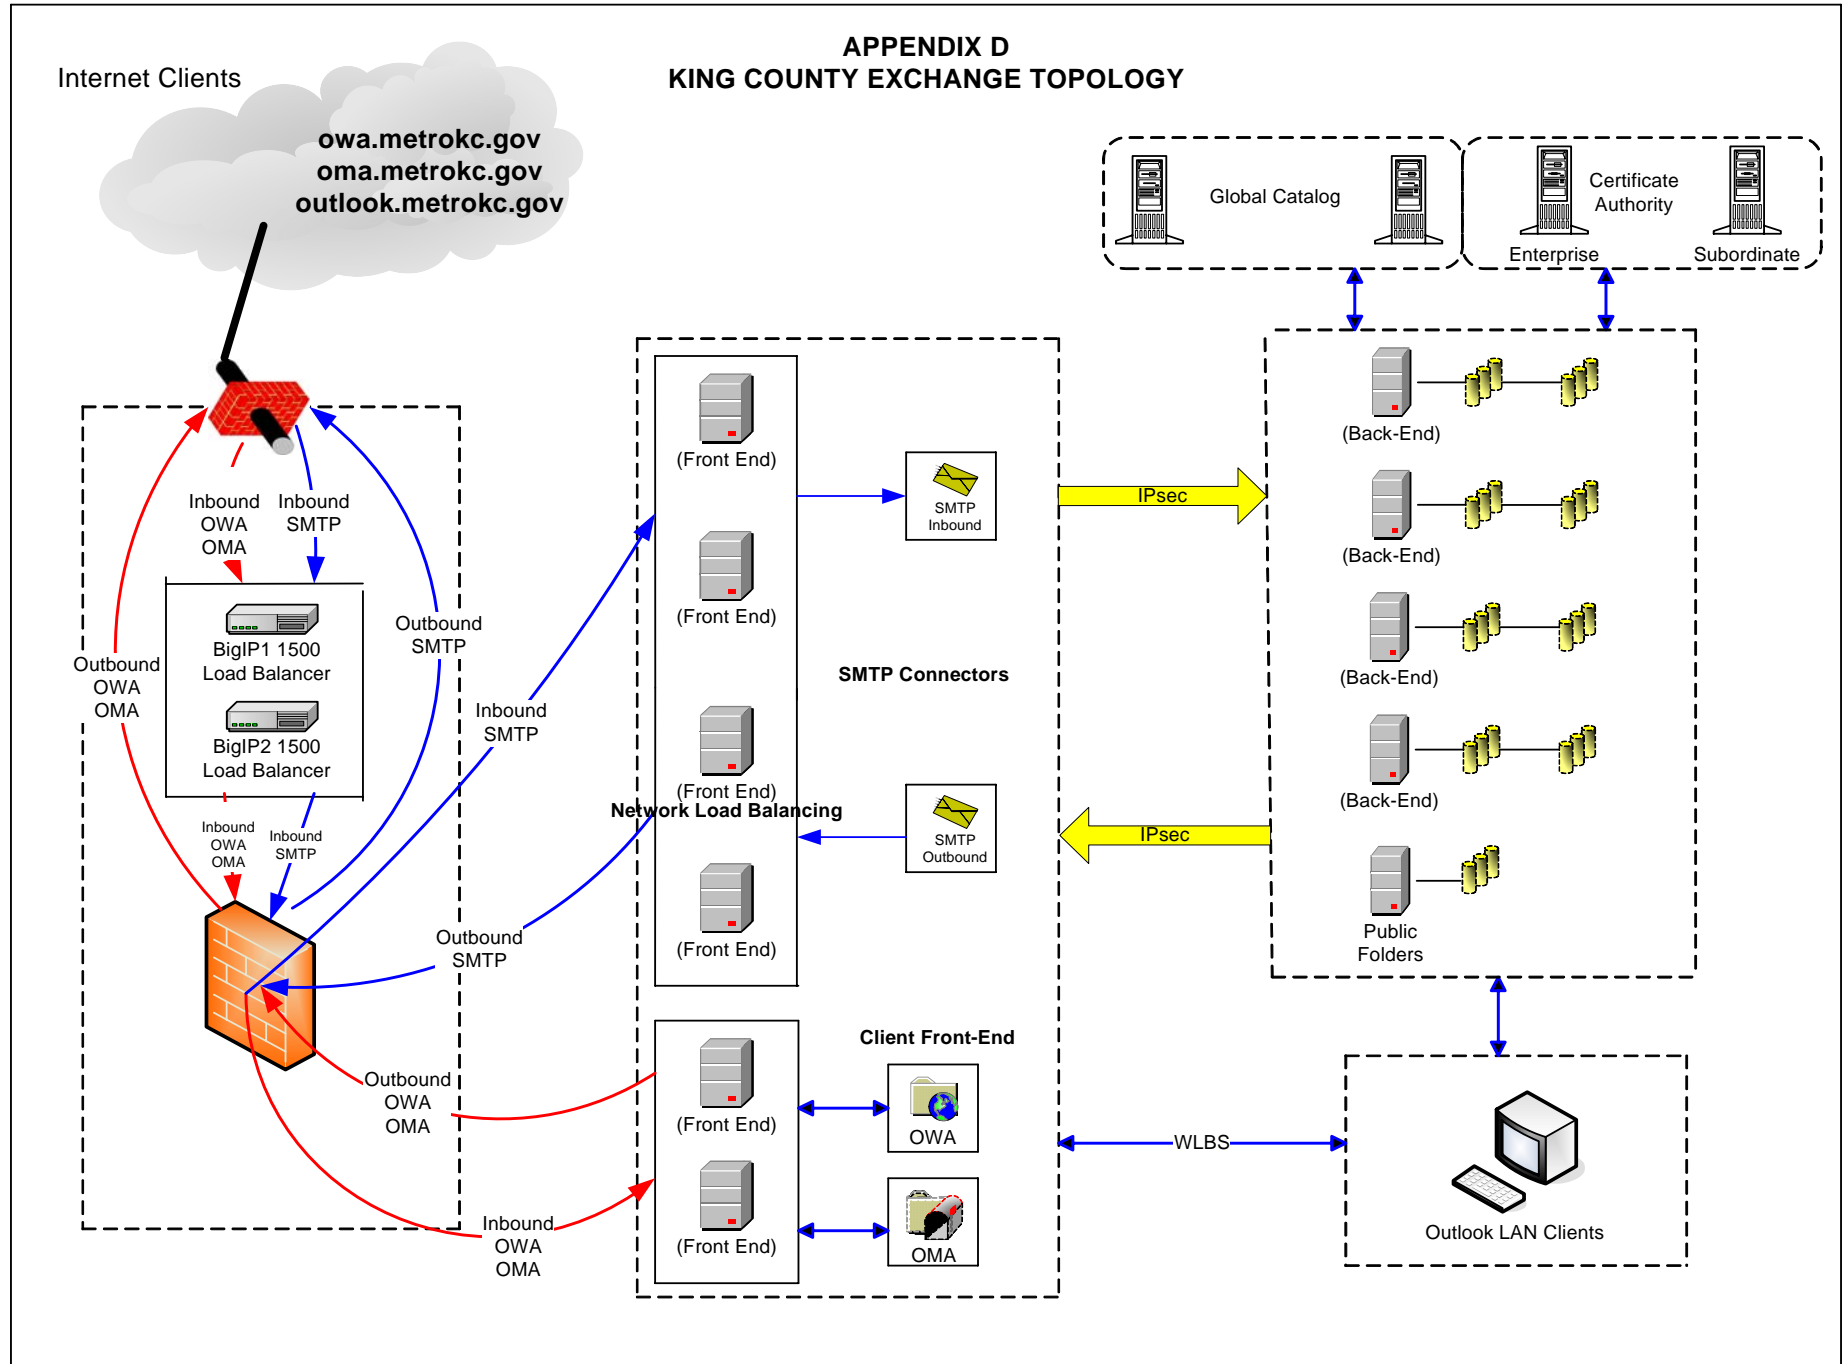 APPENDIX D
KING COUNTY EXCHANGE TOPOLOGY
Internet Clients
owa.metrokc.gov
oma.metrokc.gov
outlook.metrokc.gov
Global Catalog
Certificate
Authority
Enterprise
Subordinate
Inbound
OWA
OMA
Inbound
SMTP
BigIP1 1500
Load Balancer
BigIP2 1500
Load Balancer
Outbound
OWA
OMA
Outbound
SMTP
Inbound
OWA
OMA
Inbound
SMTP
Inbound
SMTP
Outbound
SMTP
Outbound
OWA
OMA
Inbound
OWA
OMA
(Front End)
(Front End)
(Front End)
Network Load Balancing
(Front End)
SMTP
Inbound
SMTP Connectors
SMTP
Outbound
Client Front-End
(Front End)
(Front End)
OWA
OMA
IPsec
IPsec
WLBS
(Back-End)
(Back-End)
(Back-End)
(Back-End)
Public
Folders
Outlook LAN Clients